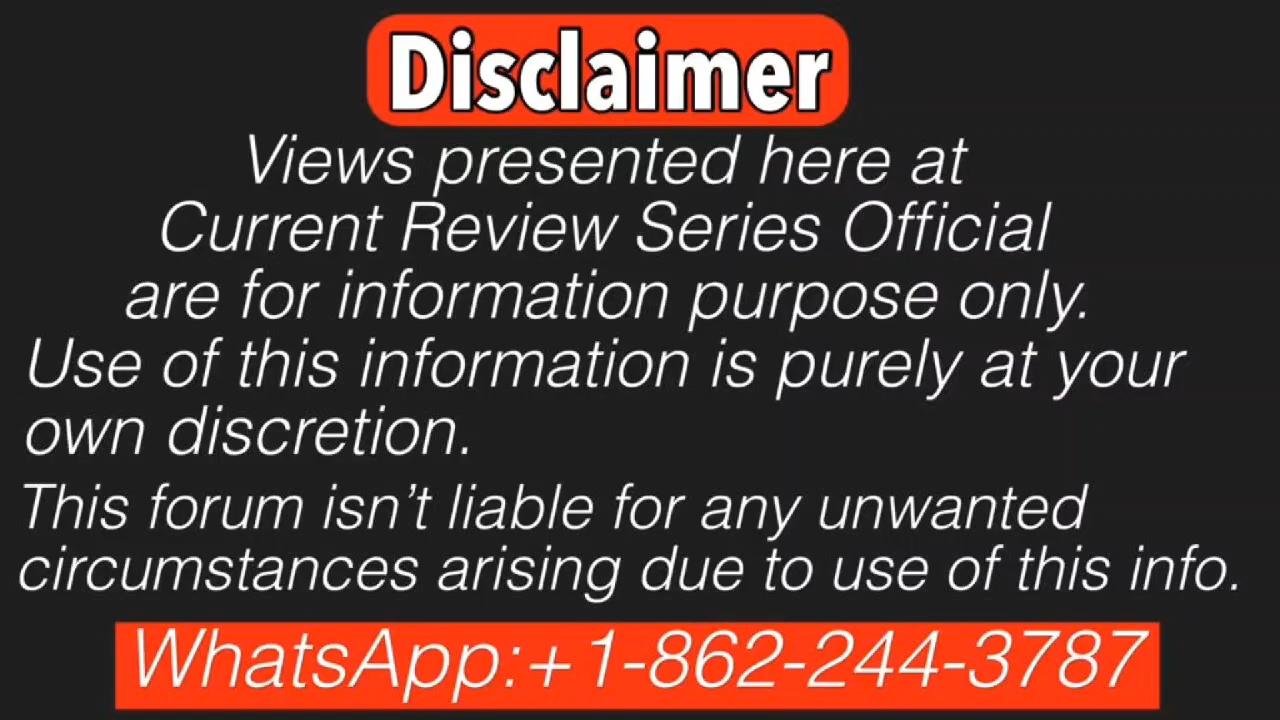 Disclaimer
Views presented here at
Current Review Series Official
are for information purpose only.
Use of this information is purely at your
own discretion.
This forum isn’t liable for any unwanted
circumstances arising due to use of this info.
WhatsApp:+1-862-244-3787